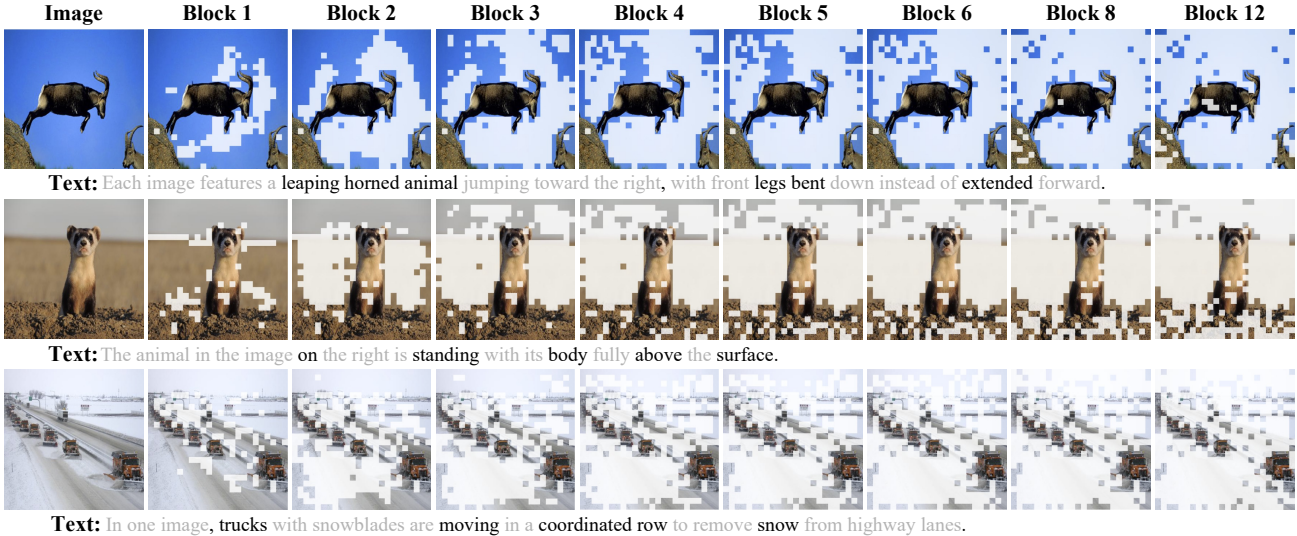 Image Block 1 Block 2 Block 3 Block 4 Block 5 Block 6 Block 8 Block 12
Text: Each image features a leaping horned animal jumping toward the right, with front legs bent down instead of extended forward.
Text: The animal in the image on the right is standing with its body fully above the surface.
Text: In one image, trucks with snowblades are moving in a coordinated row to remove snow from highway lanes.